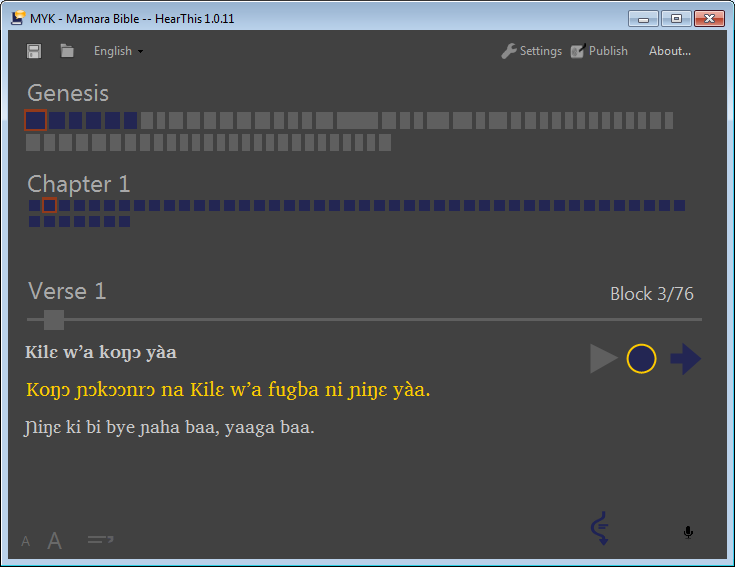 MYK - Mamara Bible -- HearThis 1.0.11
English
Settings
Publish
About...
Genesis
Chapter 1
Verse 1
Block 3/76
Kilɛ w’a koŋɔ yàa
Koŋɔ ɲɔkɔɔnrɔ na Kilɛ w’a fugba ni ɲiŋɛ yàa.
Ɲiŋɛ ki bi bye ɲaha baa, yaaga baa.
A A